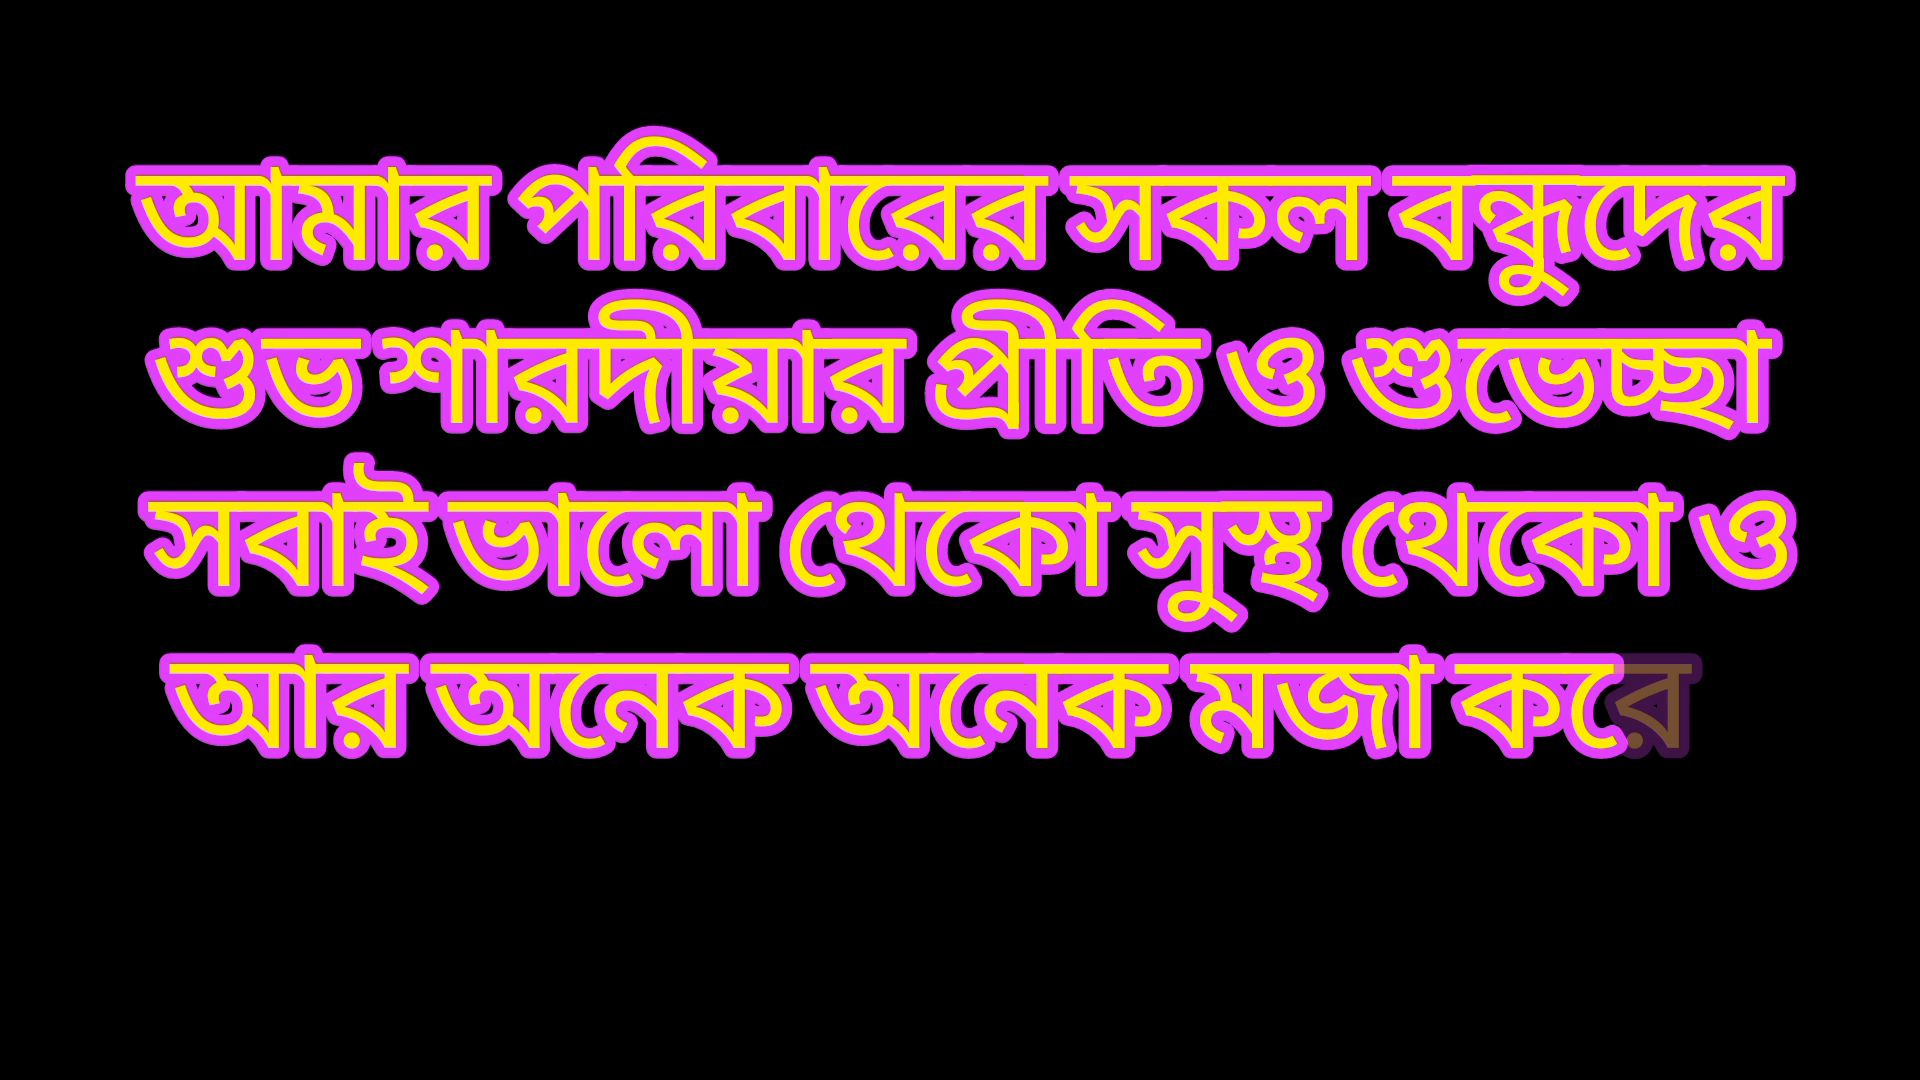 আমার পরিবারের সকল বন্ধুদের
শুভ শারদীয়ার প্রীতি ও শুভেচ্ছা
সবাই ভালো থেকো সুস্থ থেকো ও
আর অনেক অনেক মজা করে